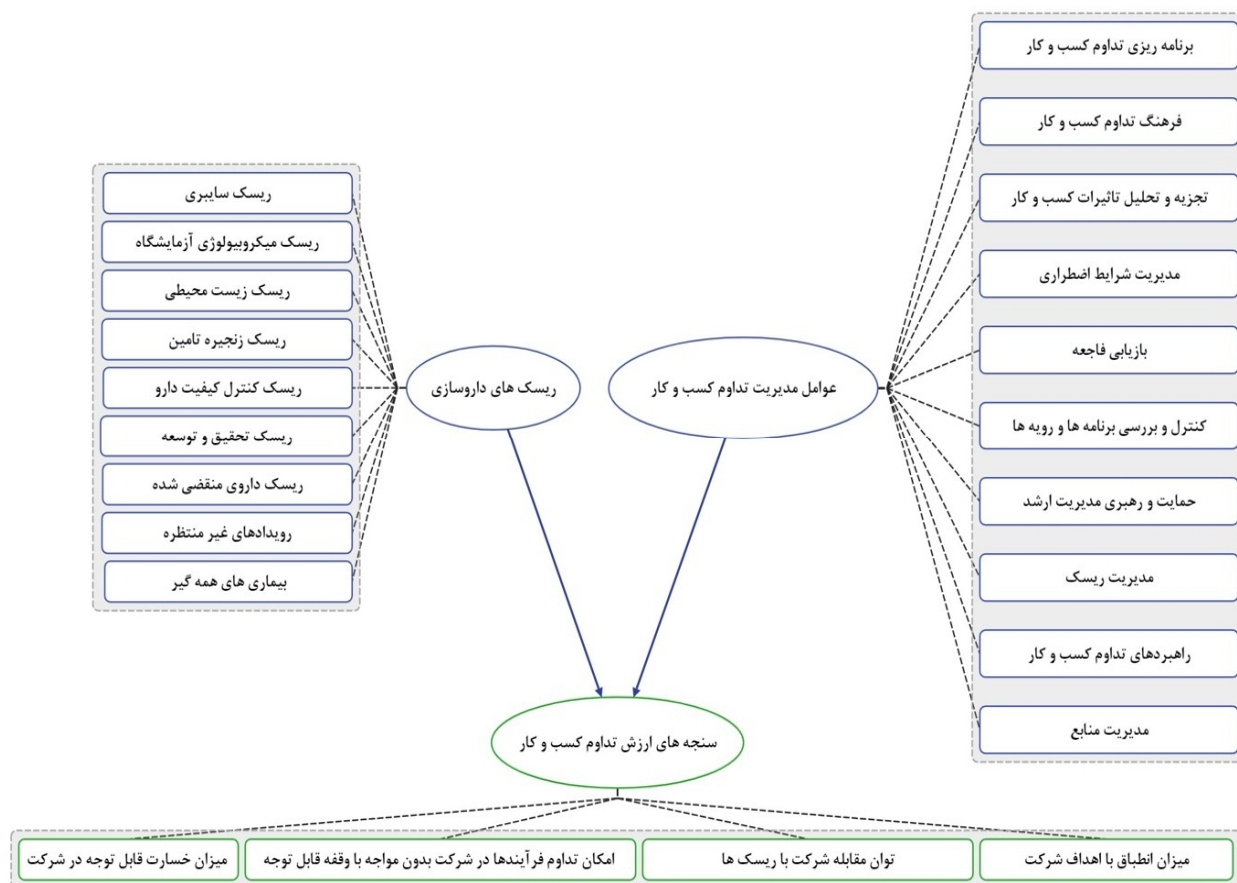 برنامه ریزی تداوم کسب و کار
فرهنگ تداوم کسب و کار
تجزیه و تحلیل تاثیرات کسب و کار
مدیریت شرایط اضطراری
بازیابی فاجعه
کنترل و بررسی برنامه ها و رویه ها
حمایت و رهبری مدیریت ارشد
مدیریت ریسک
راهبردهای تداوم کسب و کار
مدیریت منابع
عوامل مدیریت تداوم کسب و کار
ریسک های داروسازی
ریسک سایبری
ریسک میکروبیولوژی آزمایشگاه
ریسک زیست محیطی
ریسک زنجیره تامین
ریسک کنترل کیفیت دارو
ریسک تحقیق و توسعه
ریسک داروی منقضی شده
رویدادهای غیر منتظره
بیماری های همه گیر
سنجه های ارزش تداوم کسب و کار
میزان انطباق با اهداف شرکت
توان مقابله شرکت با ریسک ها
امکان تداوم فرآیندها در شرکت بدون مواجه با وقفه قابل توجه
میزان خسارت قابل توجه در شرکت